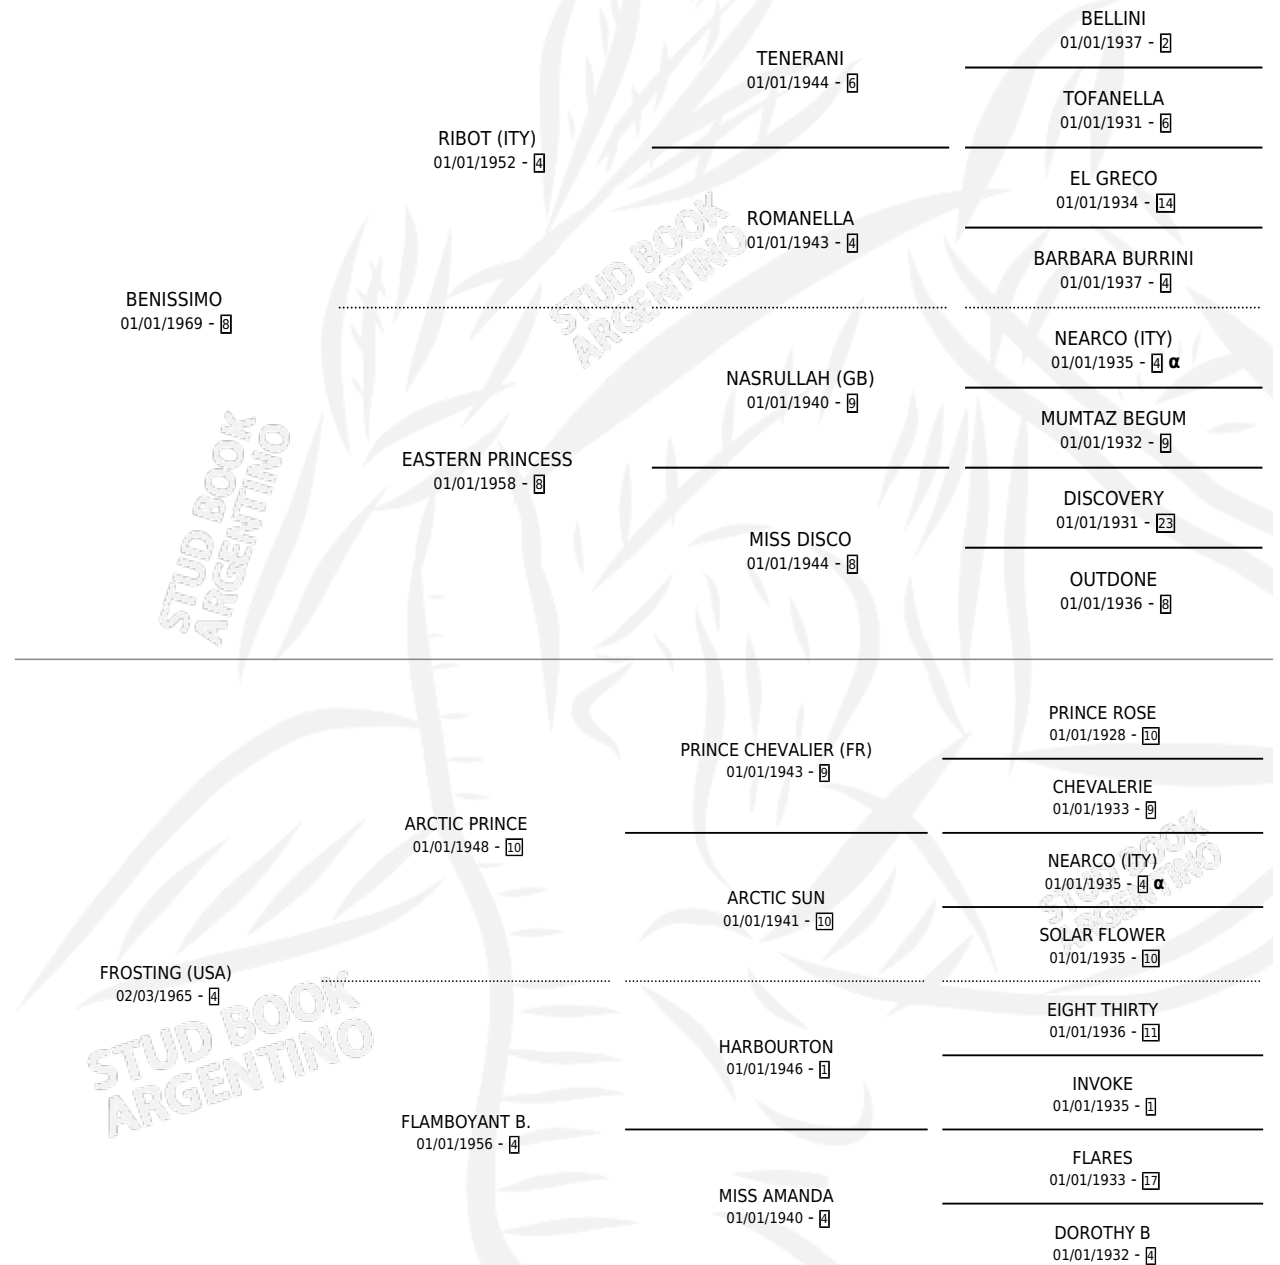 BELLINI
01/01/1937 - 2
TENERANI
01/01/1944 - 6
TOFANELLA
01/01/1931 - 6
RIBOT (ITY)
01/01/1952 - 4
EL GRECO
01/01/1934 - 14
ROMANELLA
01/01/1943 - 4
BARBARA BURRINI
01/01/1937 - 4
STUD BOOK
ARGENTINO
BENISSIMO
01/01/1969 - 8
NEARCO (ITY)
01/01/1935 - 4 α
NASRULLAH (GB)
01/01/1940 - 9
MUMTAZ BEGUM
01/01/1932 - 9
EASTERN PRINCESS
01/01/1958 - 8
DISCOVERY
01/01/1931 - 23
MISS DISCO
01/01/1944 - 8
OUTDONE
01/01/1936 - 8
STUD BOOK
ARGENTINO
PRINCE ROSE
01/01/1928 - 10
PRINCE CHEVALIER (FR)
01/01/1943 - 9
CHEVALERIE
01/01/1933 - 9
ARCTIC PRINCE
01/01/1948 - 10
NEARCO (ITY)
01/01/1935 - 4 α
ARCTIC SUN
01/01/1941 - 10
SOLAR FLOWER
01/01/1935 - 10
STUD BOOK
ARGENTINO
FROSTING (USA)
02/03/1965 - 4
EIGHT THIRTY
01/01/1936 - 11
HARBOURTON
01/01/1946 - 1
INVOKE
01/01/1935 - 1
STUD BOOK
ARGENTINO
FLAMBOYANT B.
01/01/1956 - 4
FLARES
01/01/1933 - 17
MISS AMANDA
01/01/1940 - 4
DOROTHY B
01/01/1932 - 4